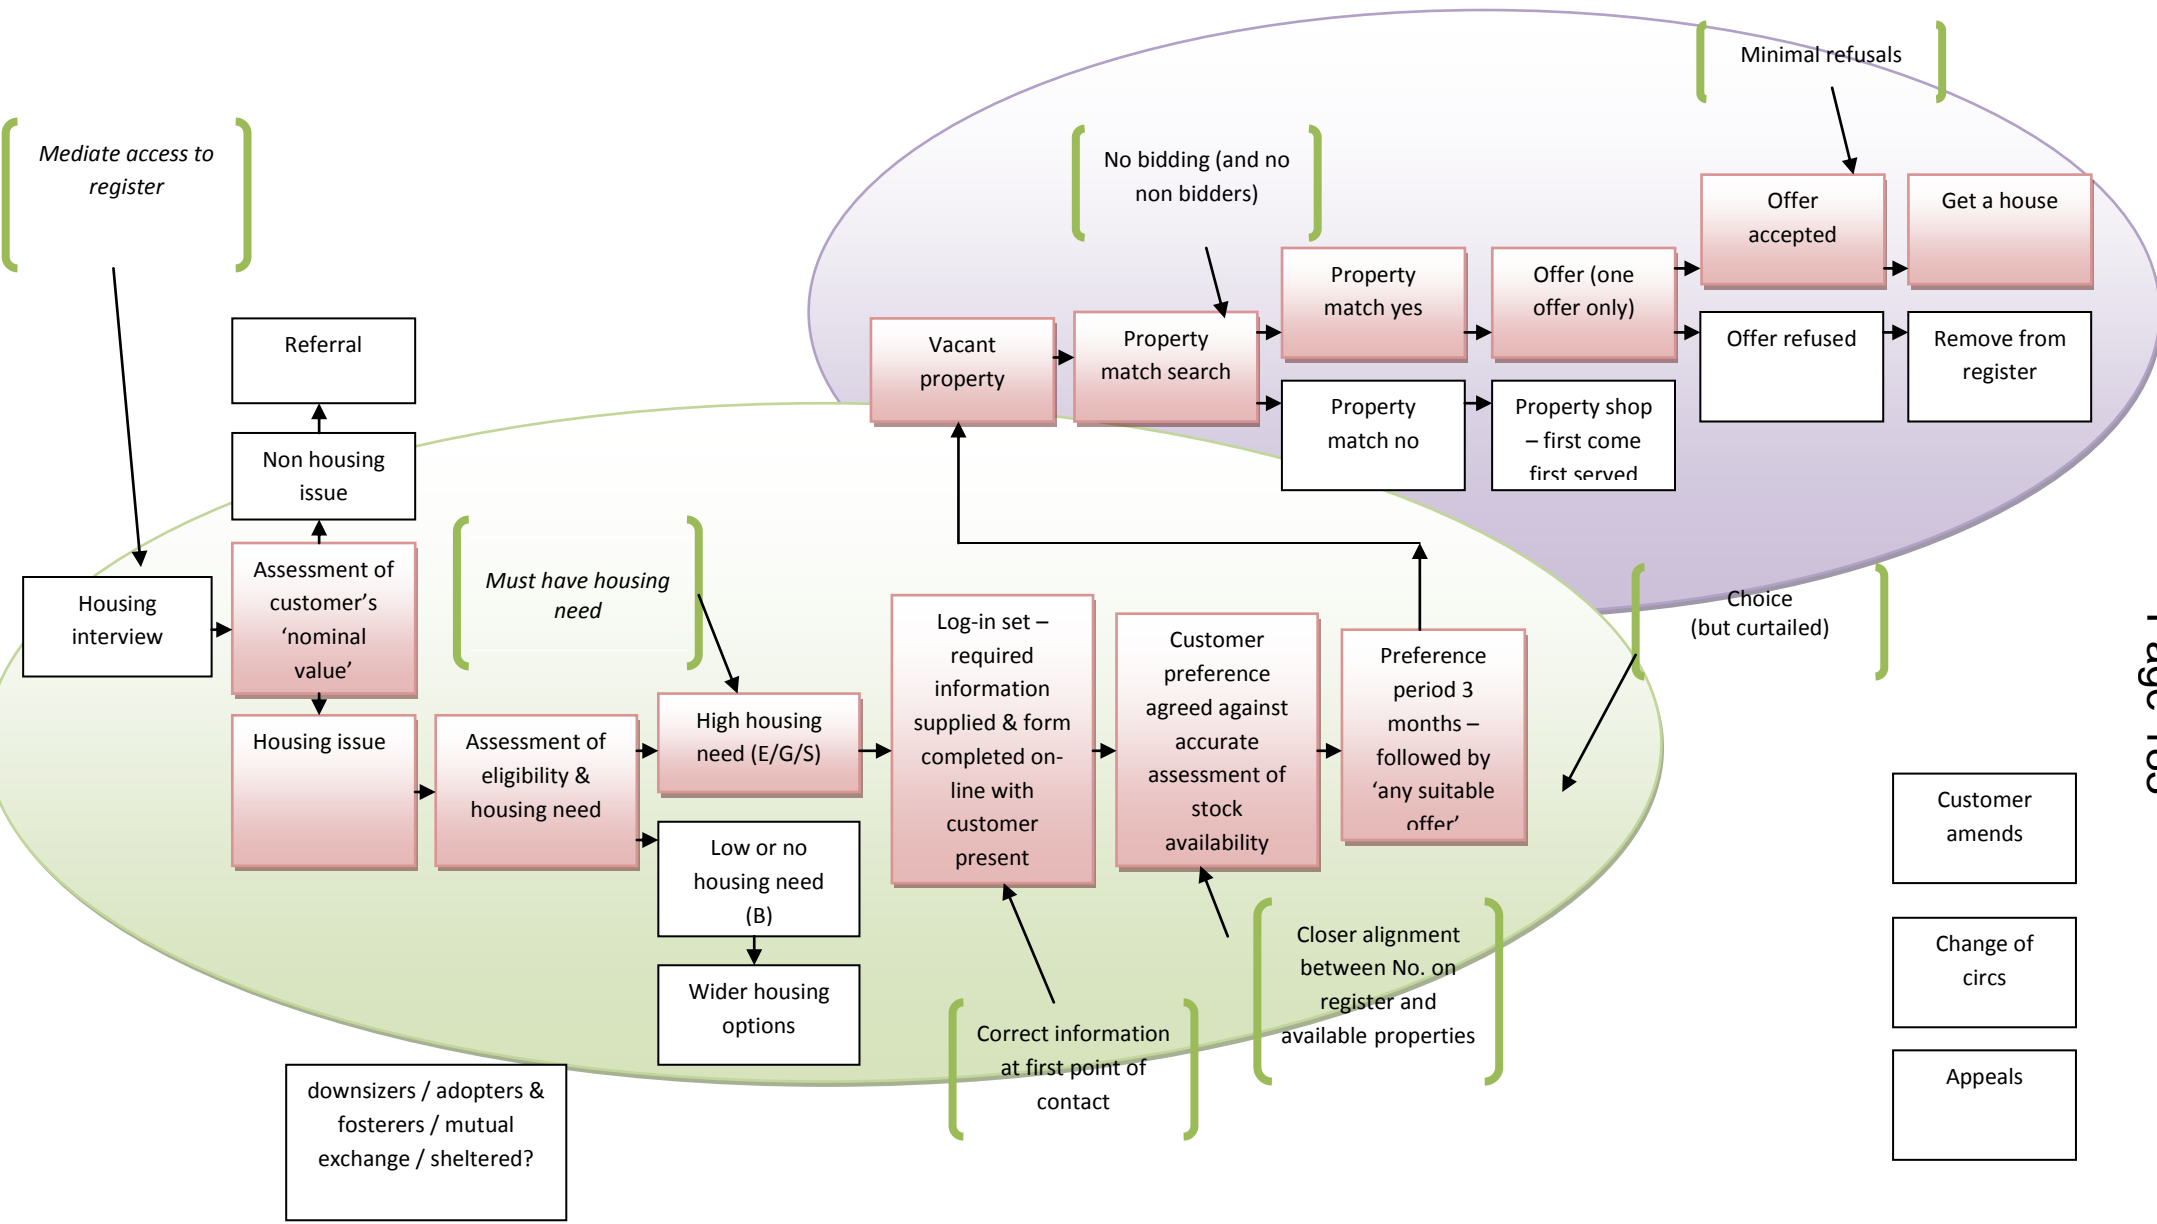 Minimal refusals
Mediate access to
register
No bidding (and no
non bidders)
Offer
accepted
Get a house
Property
match yes
Offer (one
offer only)
Referral
Vacant
property
Property
match search
Offer refused
Remove from
register
Property
match no
Property shop
– first come
first served
Non housing
issue
Must have housing
need
Housing
interview
Assessment of
customer’s
‘nominal
value’
Choice
(but curtailed)
Log-in set –
required
information
supplied & form
completed on-
line with
customer
present
Customer
preference
agreed against
accurate
assessment of
stock
availability
Preference
period 3
months –
followed by
‘any suitable
offer’
High housing
need (E/G/S)
Housing issue
Assessment of
eligibility &
housing need
Customer
amends
Low or no
housing need
(B)
Closer alignment
between No. on
register and
available properties
Change of
circs
Wider housing
options
Correct information
at first point of
contact
Appeals
downsizers / adopters &
fosterers / mutual
exchange / sheltered?